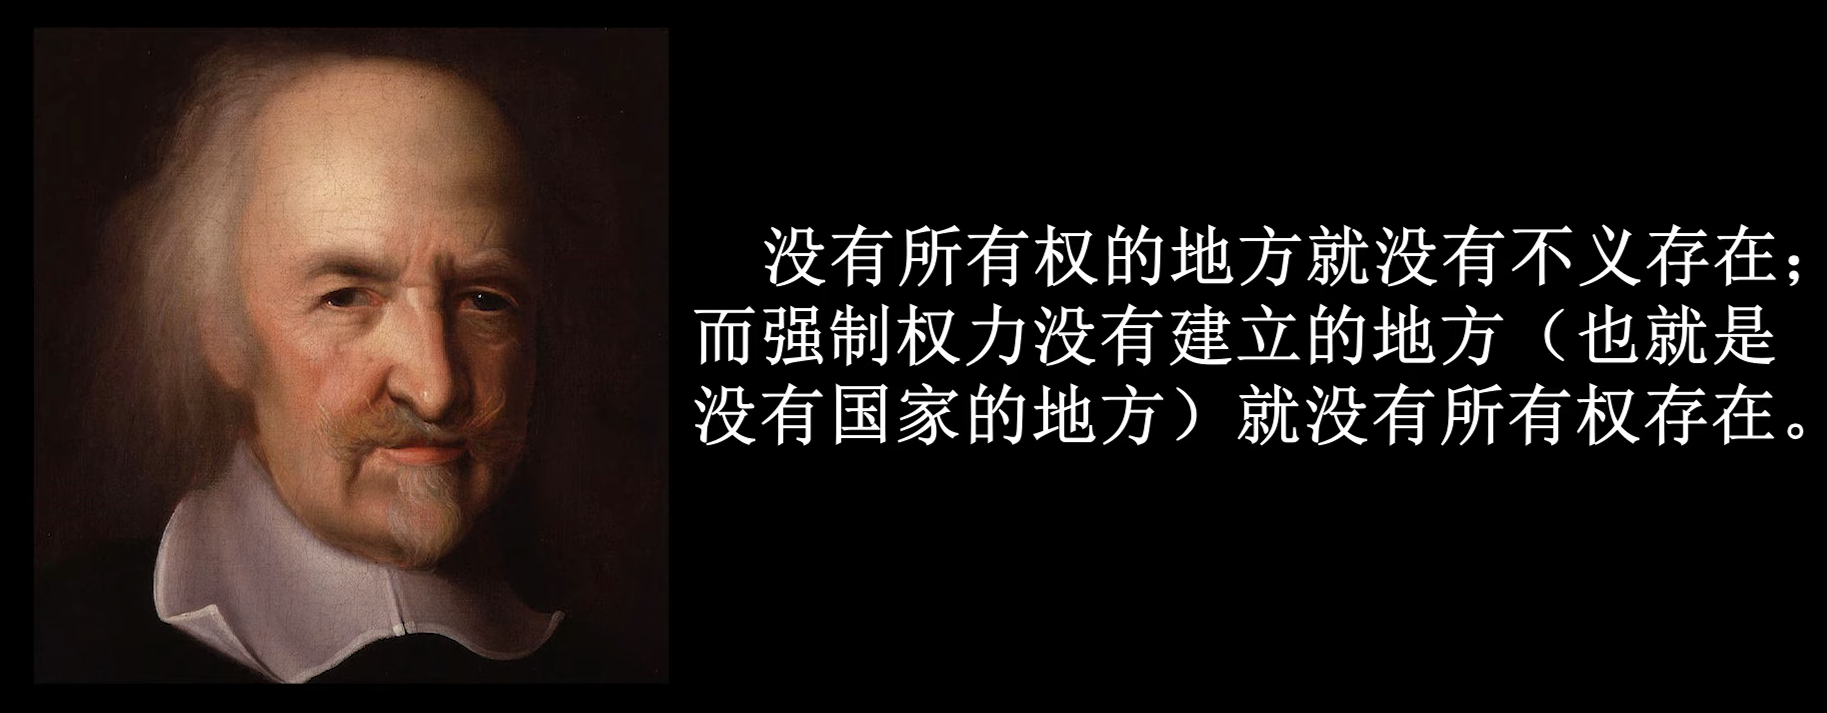 没有所有权的地方就没有不义存在；
而强制权力没有建立的地方（也就是
没有国家的地方）就没有所有权存在。